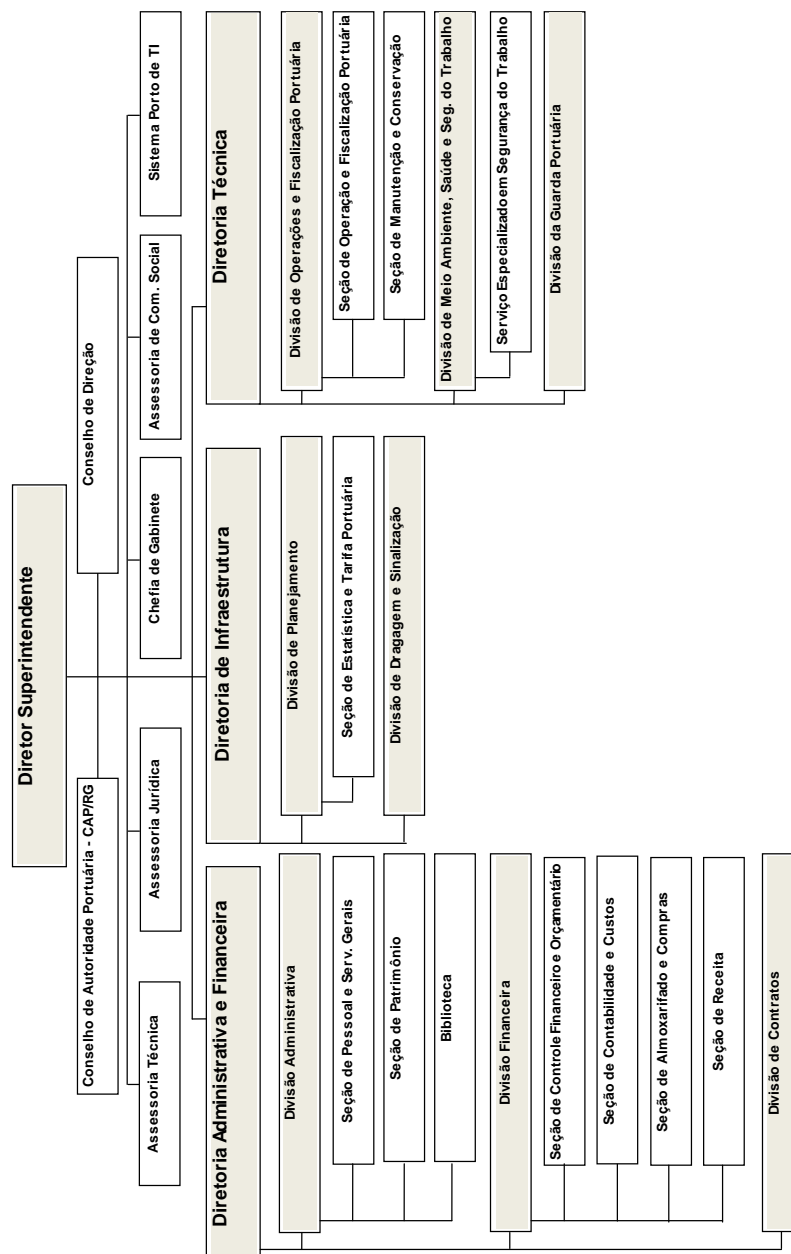 Diretor Superintendente
Conselho de Autoridade Portuária - CAP/RG
Conselho de Direção
Assessoria Técnica
Assessoria Jurídica
Chefia de Gabinete
Assessoria de Com. Social
Sistema Porto de TI
Diretoria Administrativa e Financeira
Divisão Administrativa
Seção de Pessoal e Serv. Gerais
Seção de Patrimônio
Biblioteca
Divisão Financeira
Seção de Controle Financeiro e Orçamentário
Seção de Contabilidade e Custos
Seção de Almoxarifado e Compras
Seção de Receita
Divisão de Contratos
Diretoria de Infraestrutura
Divisão de Planejamento
Seção de Estatística e Tarifa Portuária
Divisão de Dragagem e Sinalização
Diretoria Técnica
Divisão de Operações e Fiscalização Portuária
Seção de Operação e Fiscalização Portuária
Seção de Manutenção e Conservação
Divisão de Meio Ambiente, Saúde e Seg. do Trabalho
Serviço Especializado em Segurança do Trabalho
Divisão da Guarda Portuária